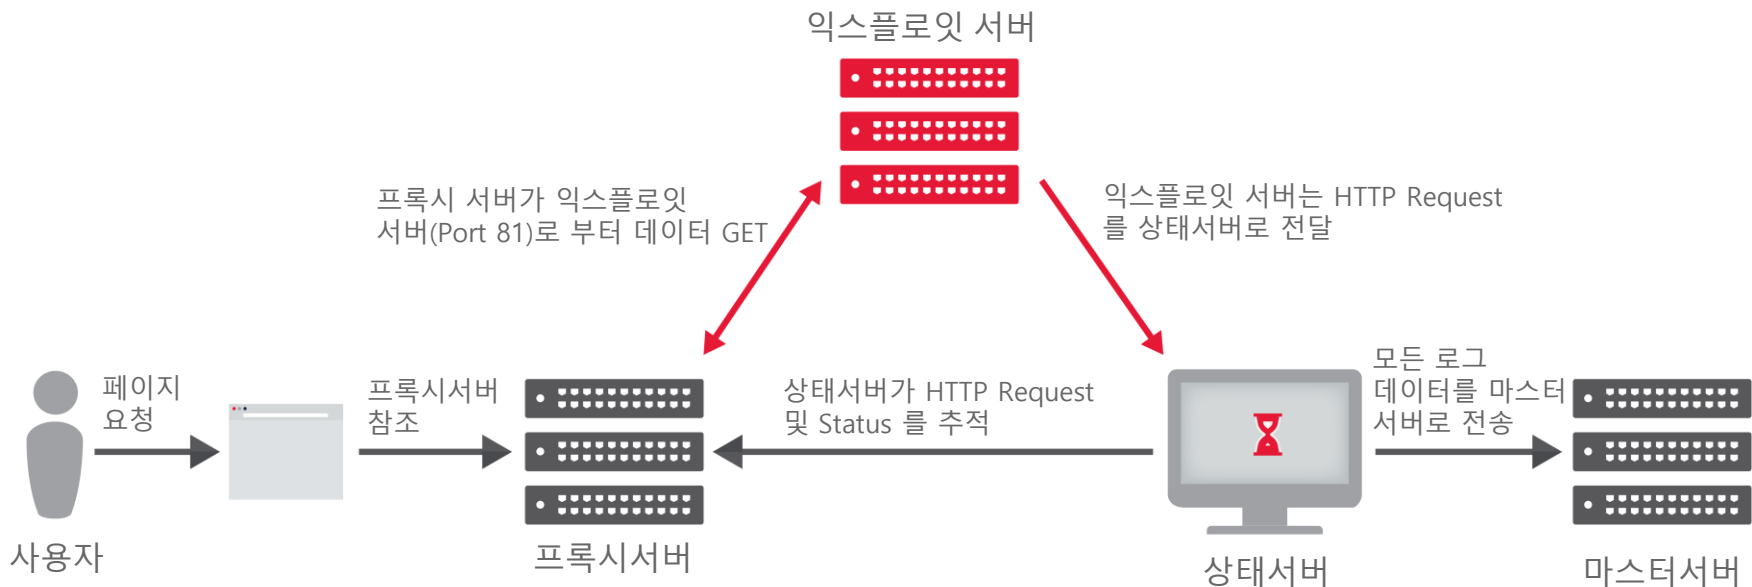 익스플로잇 서버
프록시 서버가 익스플로잇
서버(Port 81)로 부터 데이터 GET
익스플로잇 서버는 HTTP Request
를 상태서버로 전달
페이지
요청
프록시서버
참조
상태서버가 HTTP Request
및 Status 를 추적
모든 로그
데이터를 마스터
서버로 전송
사용자
프록시서버
상태서버
마스터서버